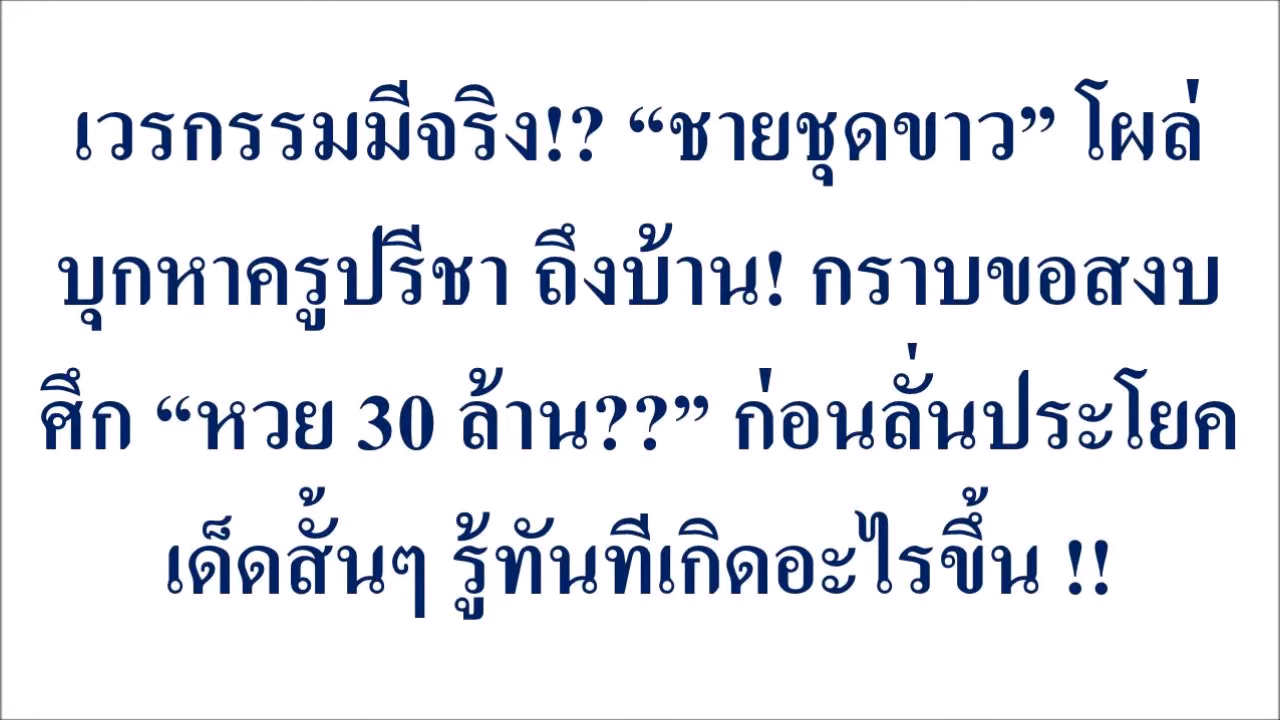 เวรกรรมมีจริง!? “ชายชุดขาว” โผล่
บุกหาครูปรีชา ถึงบ้าน! กราบขอสงบ
ศึก “หวย 30 ล้าน??” ก่อนลั่นประโยค
เด็ดสั้นๆ รู้ทันทีเกิดอะไรขึ้น !!